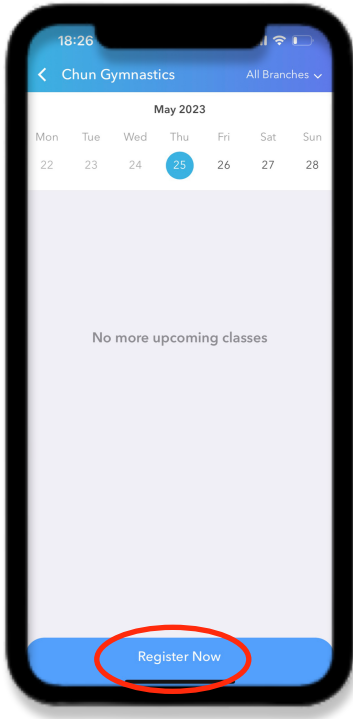 18:26
Chun Gymnastics All Branches
May 2023
Mon Tue Wed Thu Fri Sat Sun
22 23 24 25 26 27 28
No more upcoming classes
Register Now